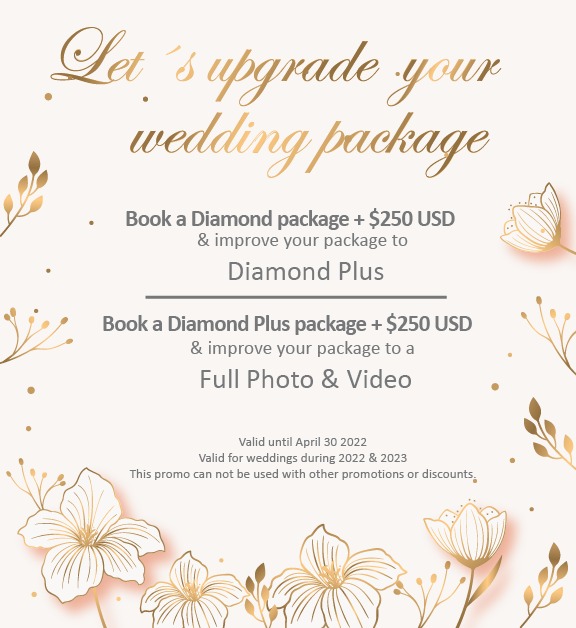 Let ´s upgrade your
wedding package
Book a Diamond package + $250 USD
& improve your package to
Diamond Plus
Book a Diamond Plus package + $250 USD
& improve your package to a
Full Photo & Video
Valid until April 30 2022
Valid for weddings during 2022 & 2023
This promo can not be used with other promotions or discounts.